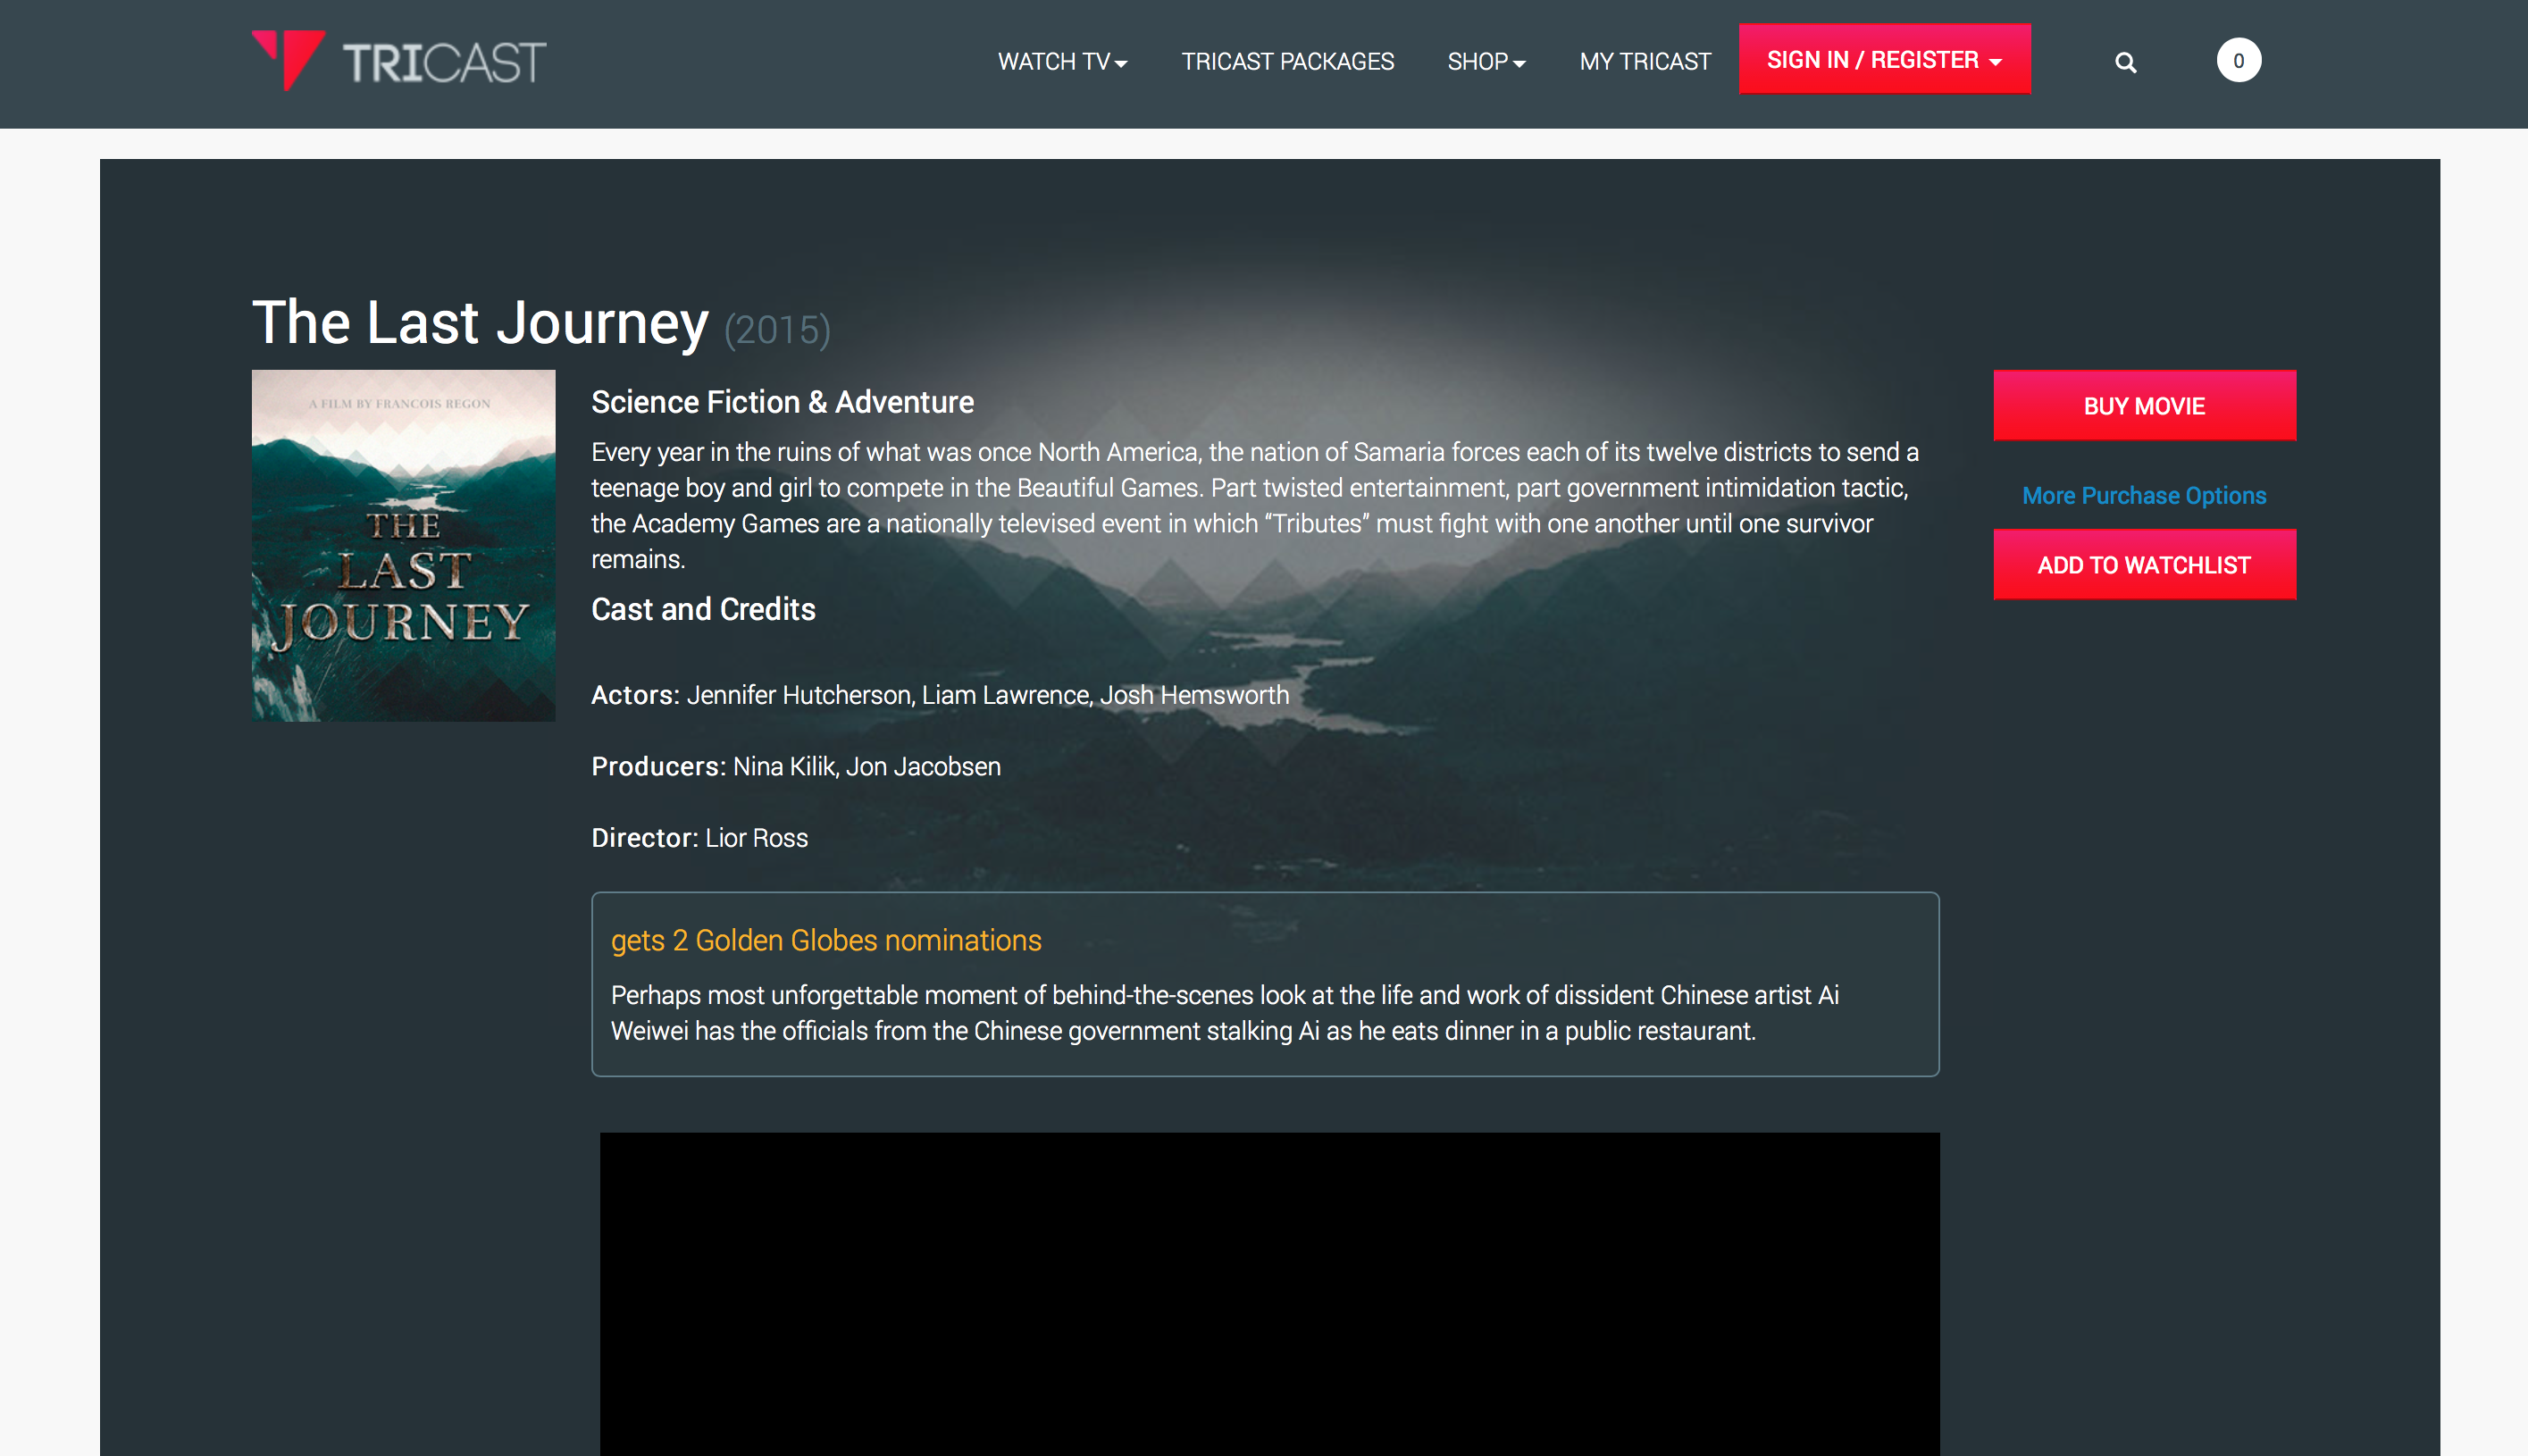 TRICAST
WATCH TV
TRICAST PACKAGES
SHOP
MY TRICAST
SIGN IN / REGISTER
0
The Last Journey (2015)
A FILM BY FRANCOIS REGON
THE
LAST
JOURNEY
Science Fiction & Adventure
Every year in the ruins of what was once North America, the nation of Samaria forces each of its twelve districts to send a
teenage boy and girl to compete in the Beautiful Games. Part twisted entertainment, part government intimidation tactic,
the Academy Games are a nationally televised event in which “Tributes” must fight with one another until one survivor
remains.
Cast and Credits
Actors: Jennifer Hutcherson, Liam Lawrence, Josh Hemsworth
Producers: Nina Kilik, Jon Jacobsen
Director: Lior Ross
gets 2 Golden Globes nominations
Perhaps most unforgettable moment of behind-the-scenes look at the life and work of dissident Chinese artist Ai
Weiwei has the officials from the Chinese government stalking Ai as he eats dinner in a public restaurant.
BUY MOVIE
More Purchase Options
ADD TO WATCHLIST